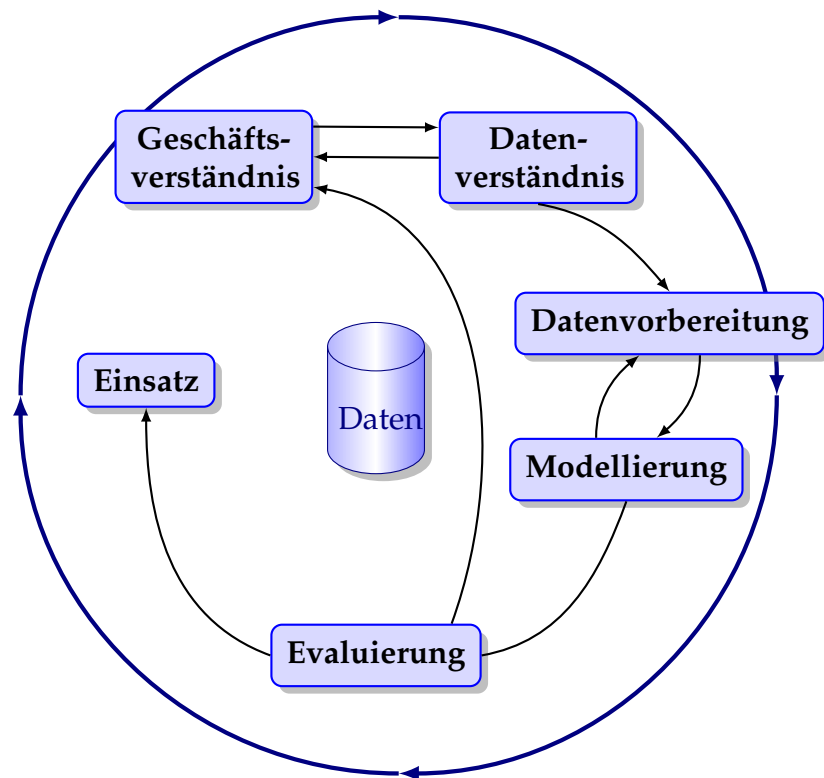 Geschäfts-
verständnis
Daten-
verständnis
Datenvorbereitung
Einsatz
Daten
Modellierung
Evaluierung